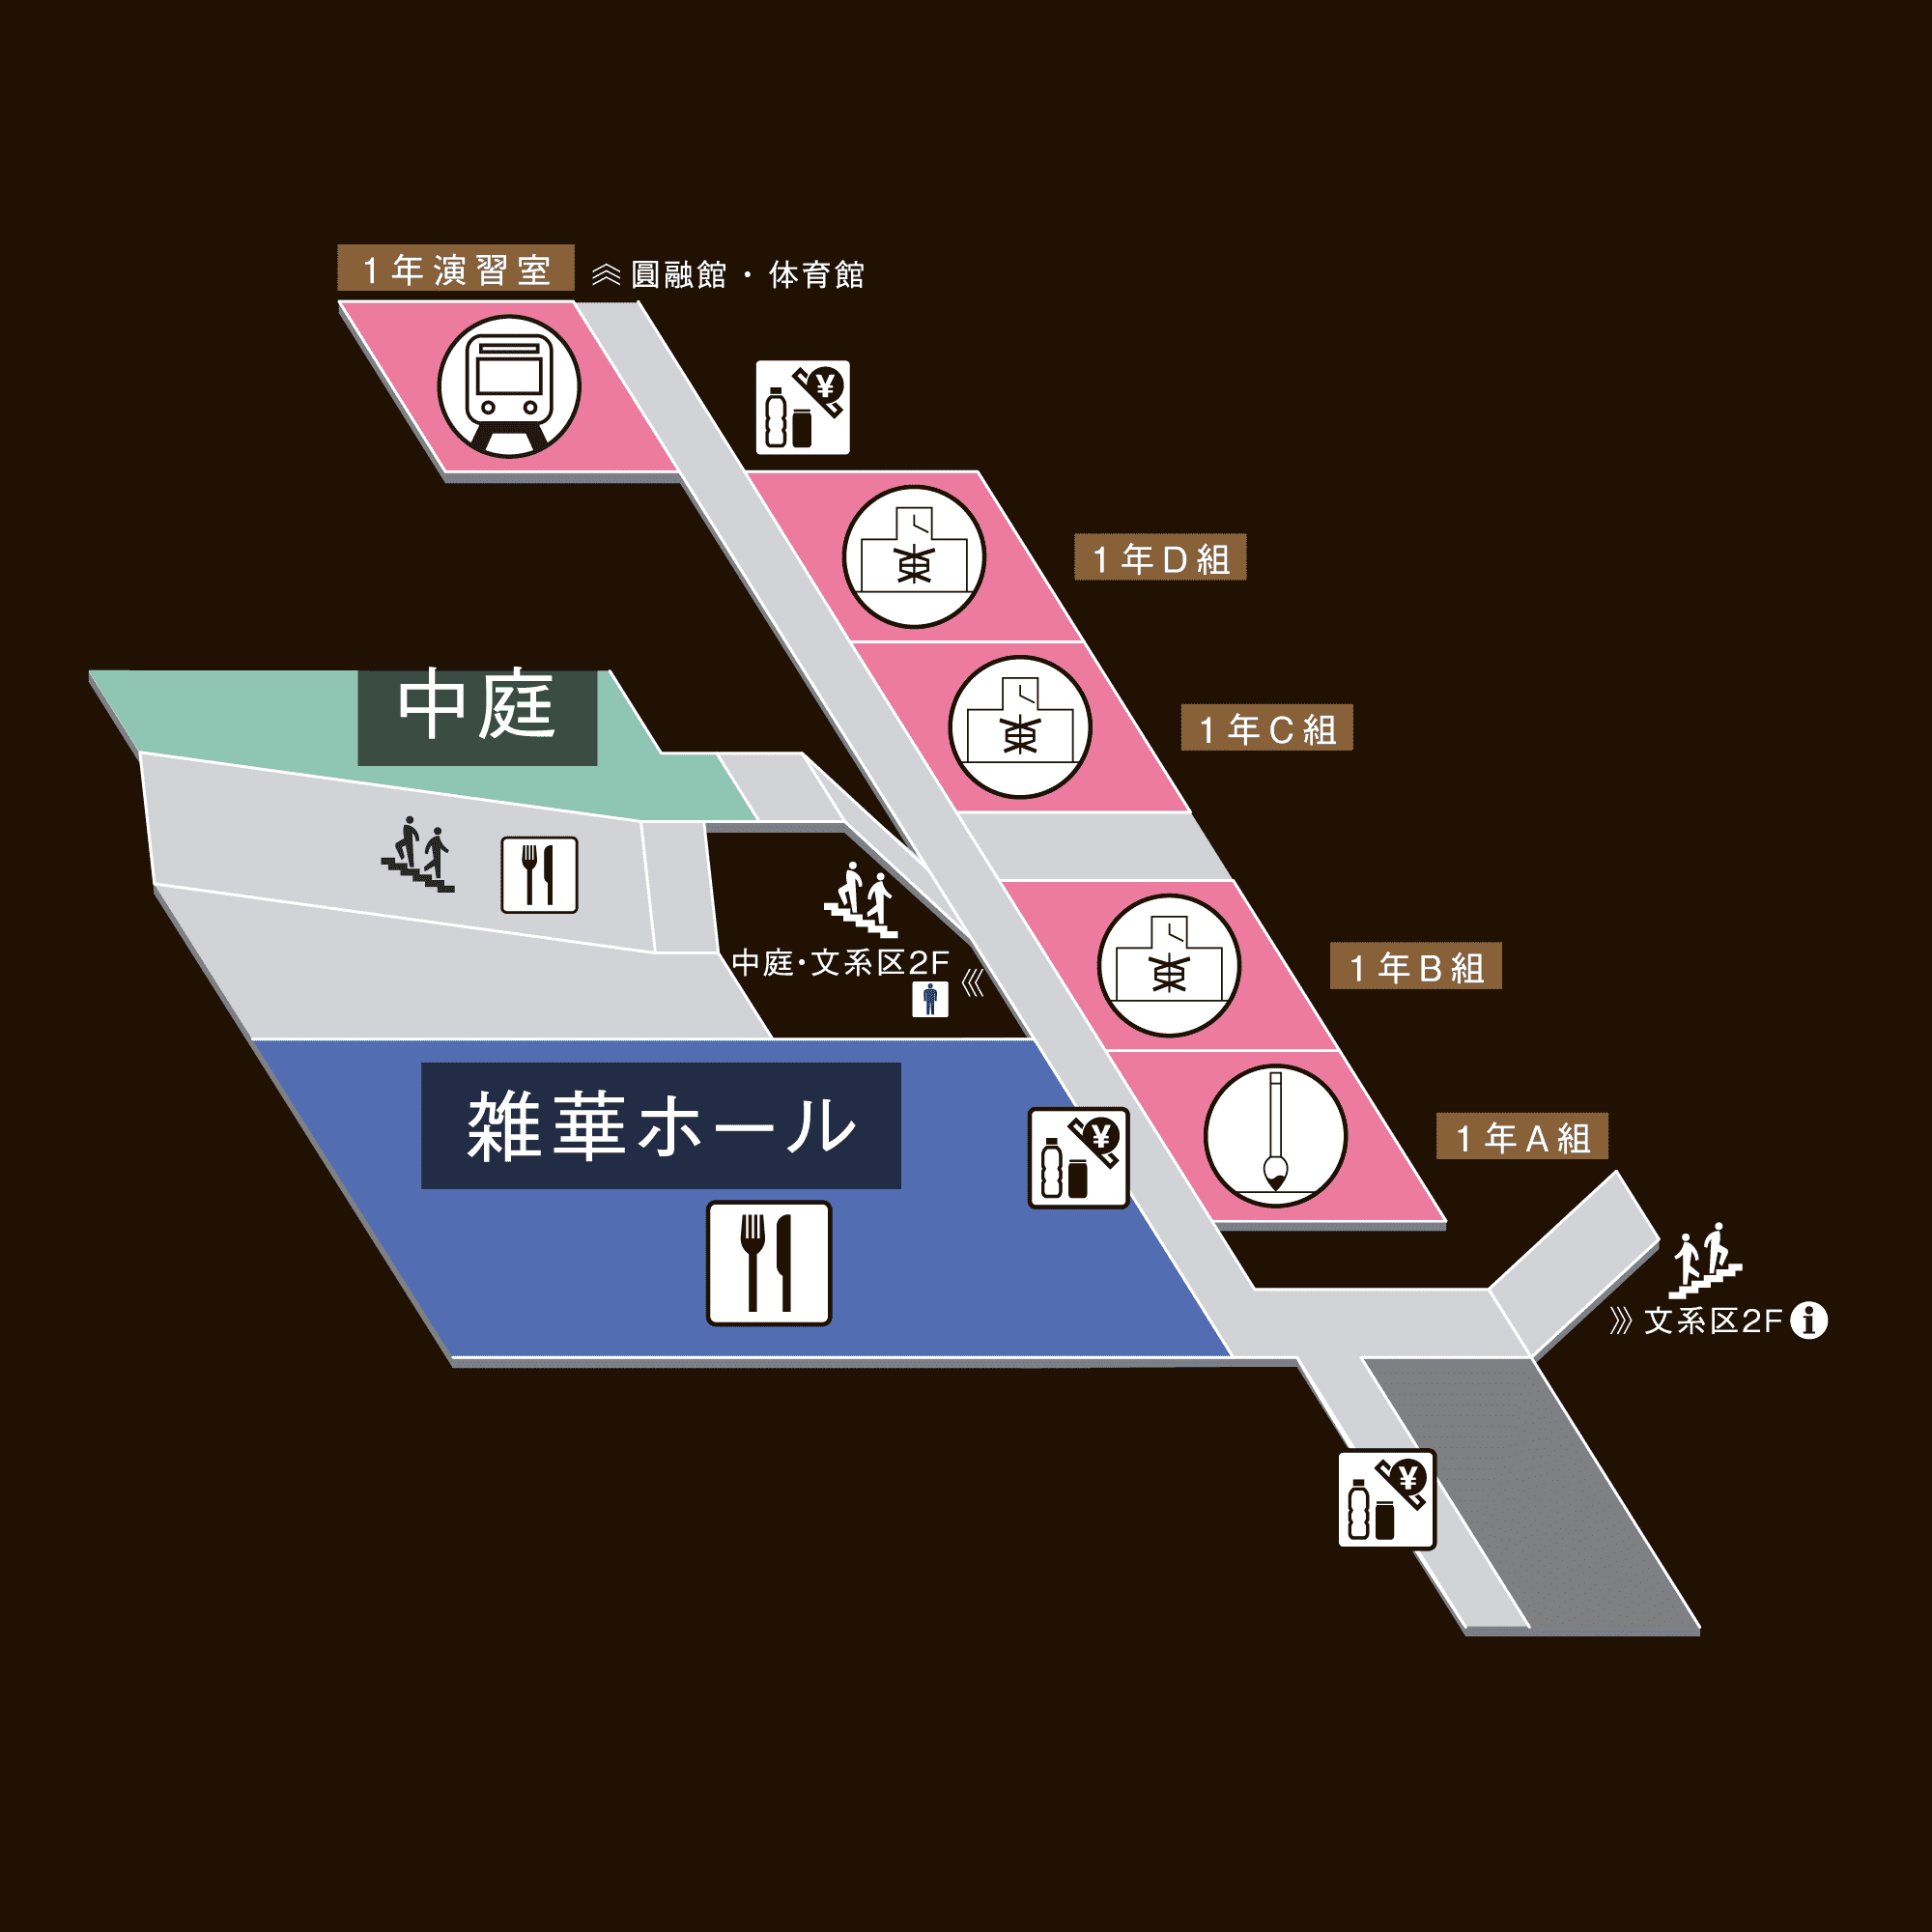 1年演習室
圓融館・体育館
¥
1年D組
中庭
1年C組
中庭・文系区2F
1年B組
雑華ホール
¥
1年A組
文系区2F i
¥